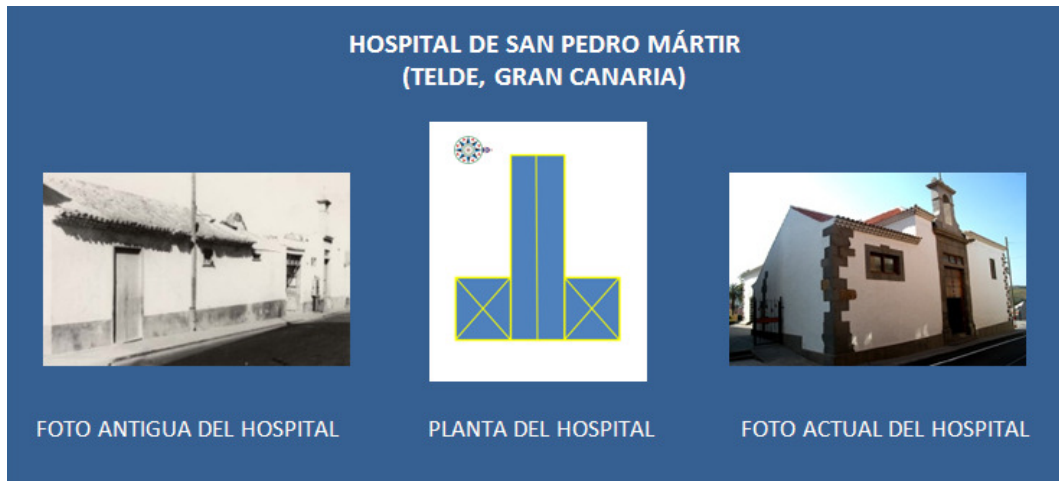 HOSPITAL DE SAN PEDRO MÁRTIR
(TELDE, GRAN CANARIA)
FOTO ANTIGUA DEL HOSPITAL
PLANTA DEL HOSPITAL
FOTO ACTUAL DEL HOSPITAL